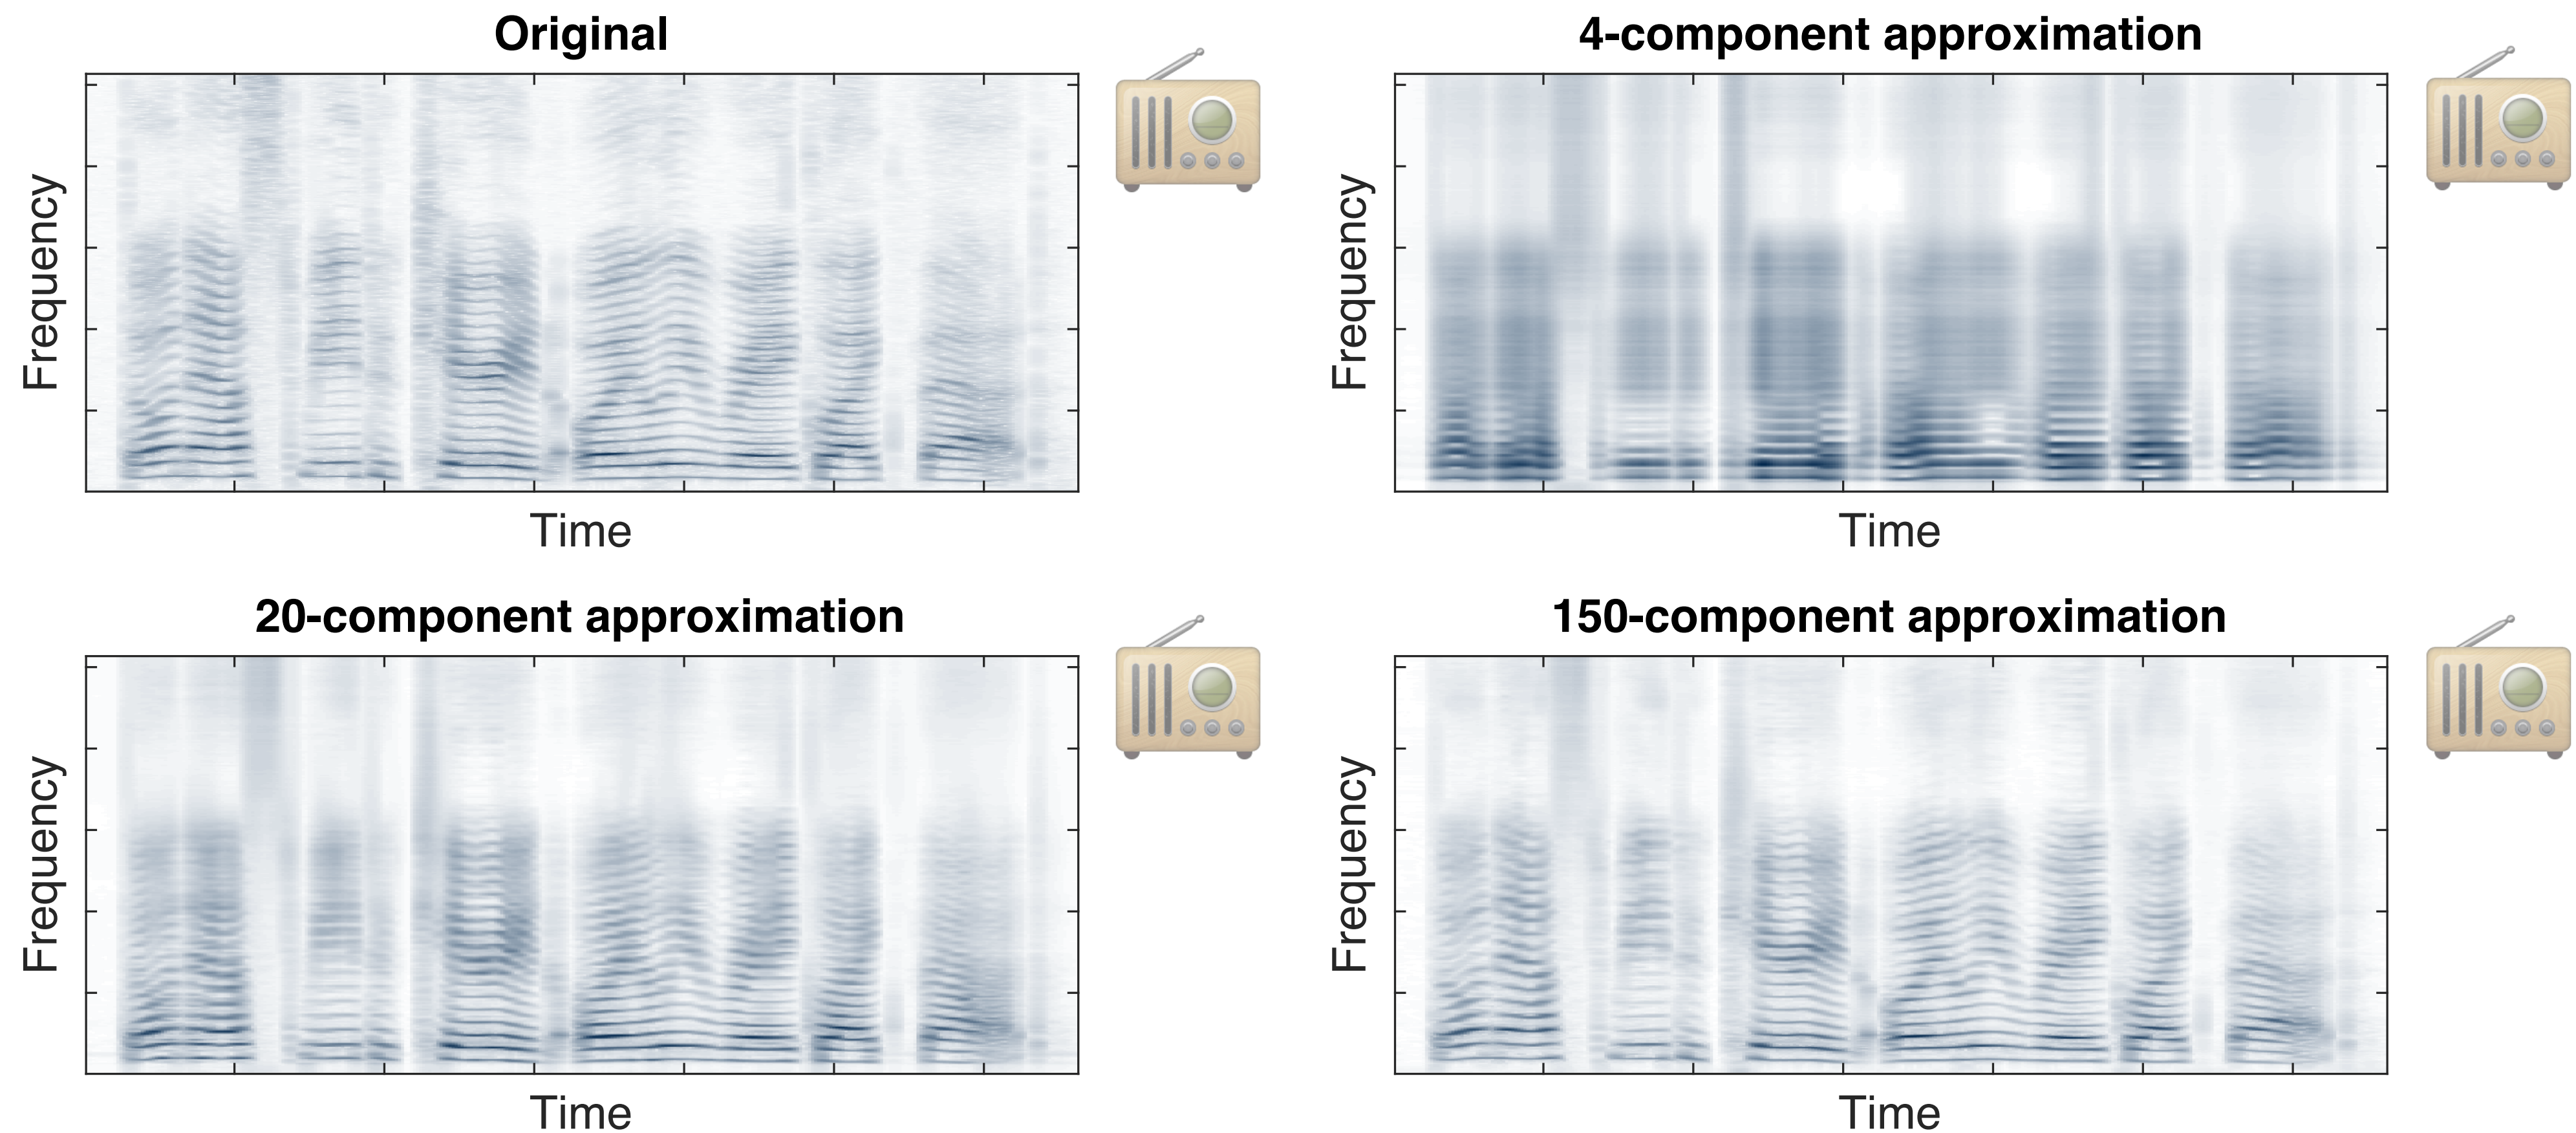 Original
Frequency
Time
4-component approximation
Frequency
Time
20-component approximation
Frequency
Time
150-component approximation
Frequency
Time